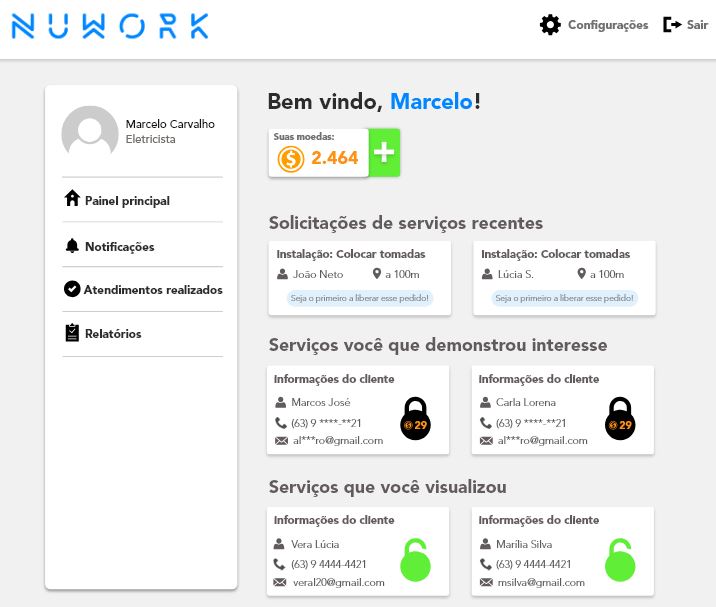 NUWORK
Configurações
Sair
Marcelo Carvalho
Eletricista
Painel principal
Notificações
Atendimentos realizados
Relatórios
Bem vindo, Marcelo!
Suas moedas:
$ 2.464 +
Solicitações de serviços recentes
Instalação: Colocar tomadas
João Neto a 100m
Seja o primeiro a liberar esse pedido!
Instalação: Colocar tomadas
Lúcia S. a 100m
Seja o primeiro a liberar esse pedido!
Serviços você que demonstrou interesse
Informações do cliente
Marcos José
(63) 9 ****-**21
al***ro@gmail.com
29
Informações do cliente
Carla Lorena
(63) 9 ****-**21
al***ro@gmail.com
29
Serviços que você visualizou
Informações do cliente
Vera Lúcia
(63) 9 4444-4421
veral20@gmail.com
Informações do cliente
Marília Silva
(63) 9 4444-4421
msilva@gmail.com